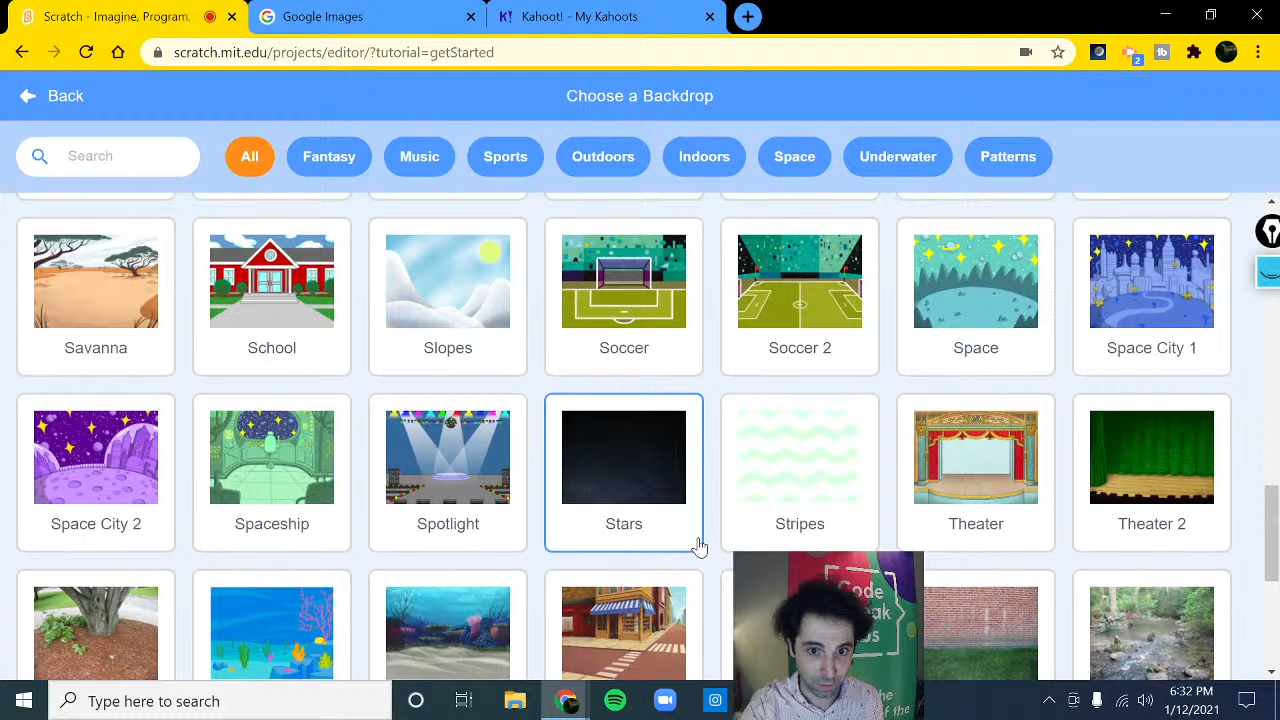 Scratch - Imagine, Program,
Google Images
K! Kahoot! - My Kahoots
scratch.mit.edu/projects/editor/?tutorial=getStarted
tb
2
Back
Choose a Backdrop
Search
All
Fantasy
Music
Sports
Outdoors
Indoors
Space
Underwater
Patterns
Savanna
School
Slopes
Soccer
Soccer 2
Space
Space City 1
Space City 2
Spaceship
Spotlight
Stars
Stripes
Theater
Theater 2
Code
Type here to search
6:32 PM
1/12/2021